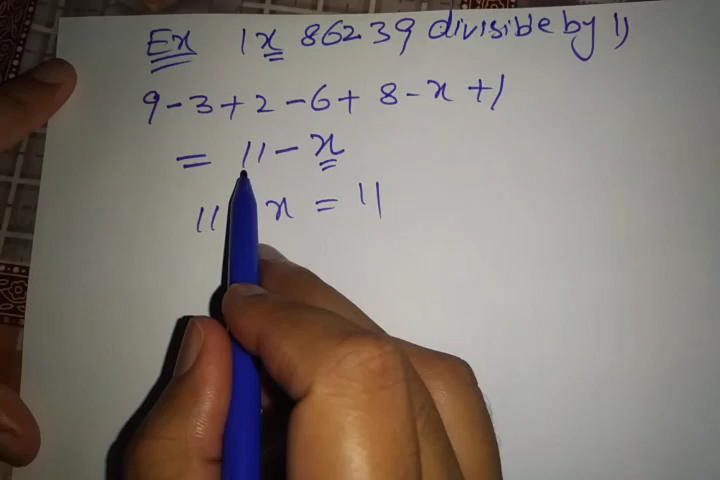 Ex 1x 86239 divisible by 11
9-3+2-6+ 8-x+1
= 11-x
11 x = 11